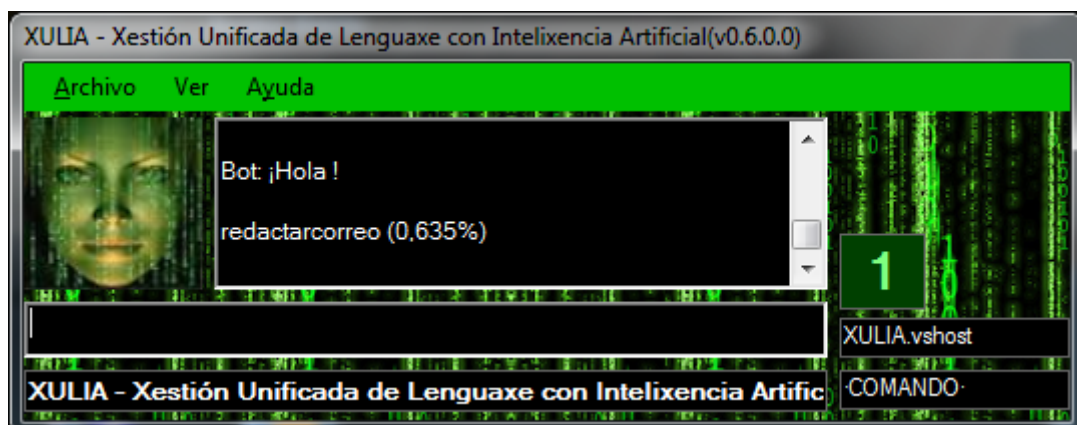 XULIA - Xestión Unificada de Lenguaxe con Intelixencia Artificial(v0.6.0.0)
Archivo Ver Ayuda
Bot: ¡Hola !
redactarcorreo (0,635%)
1
XULIA.vshost
XULIA - Xestión Unificada de Lenguaxe con Intelixencia Artific
·COMANDO·